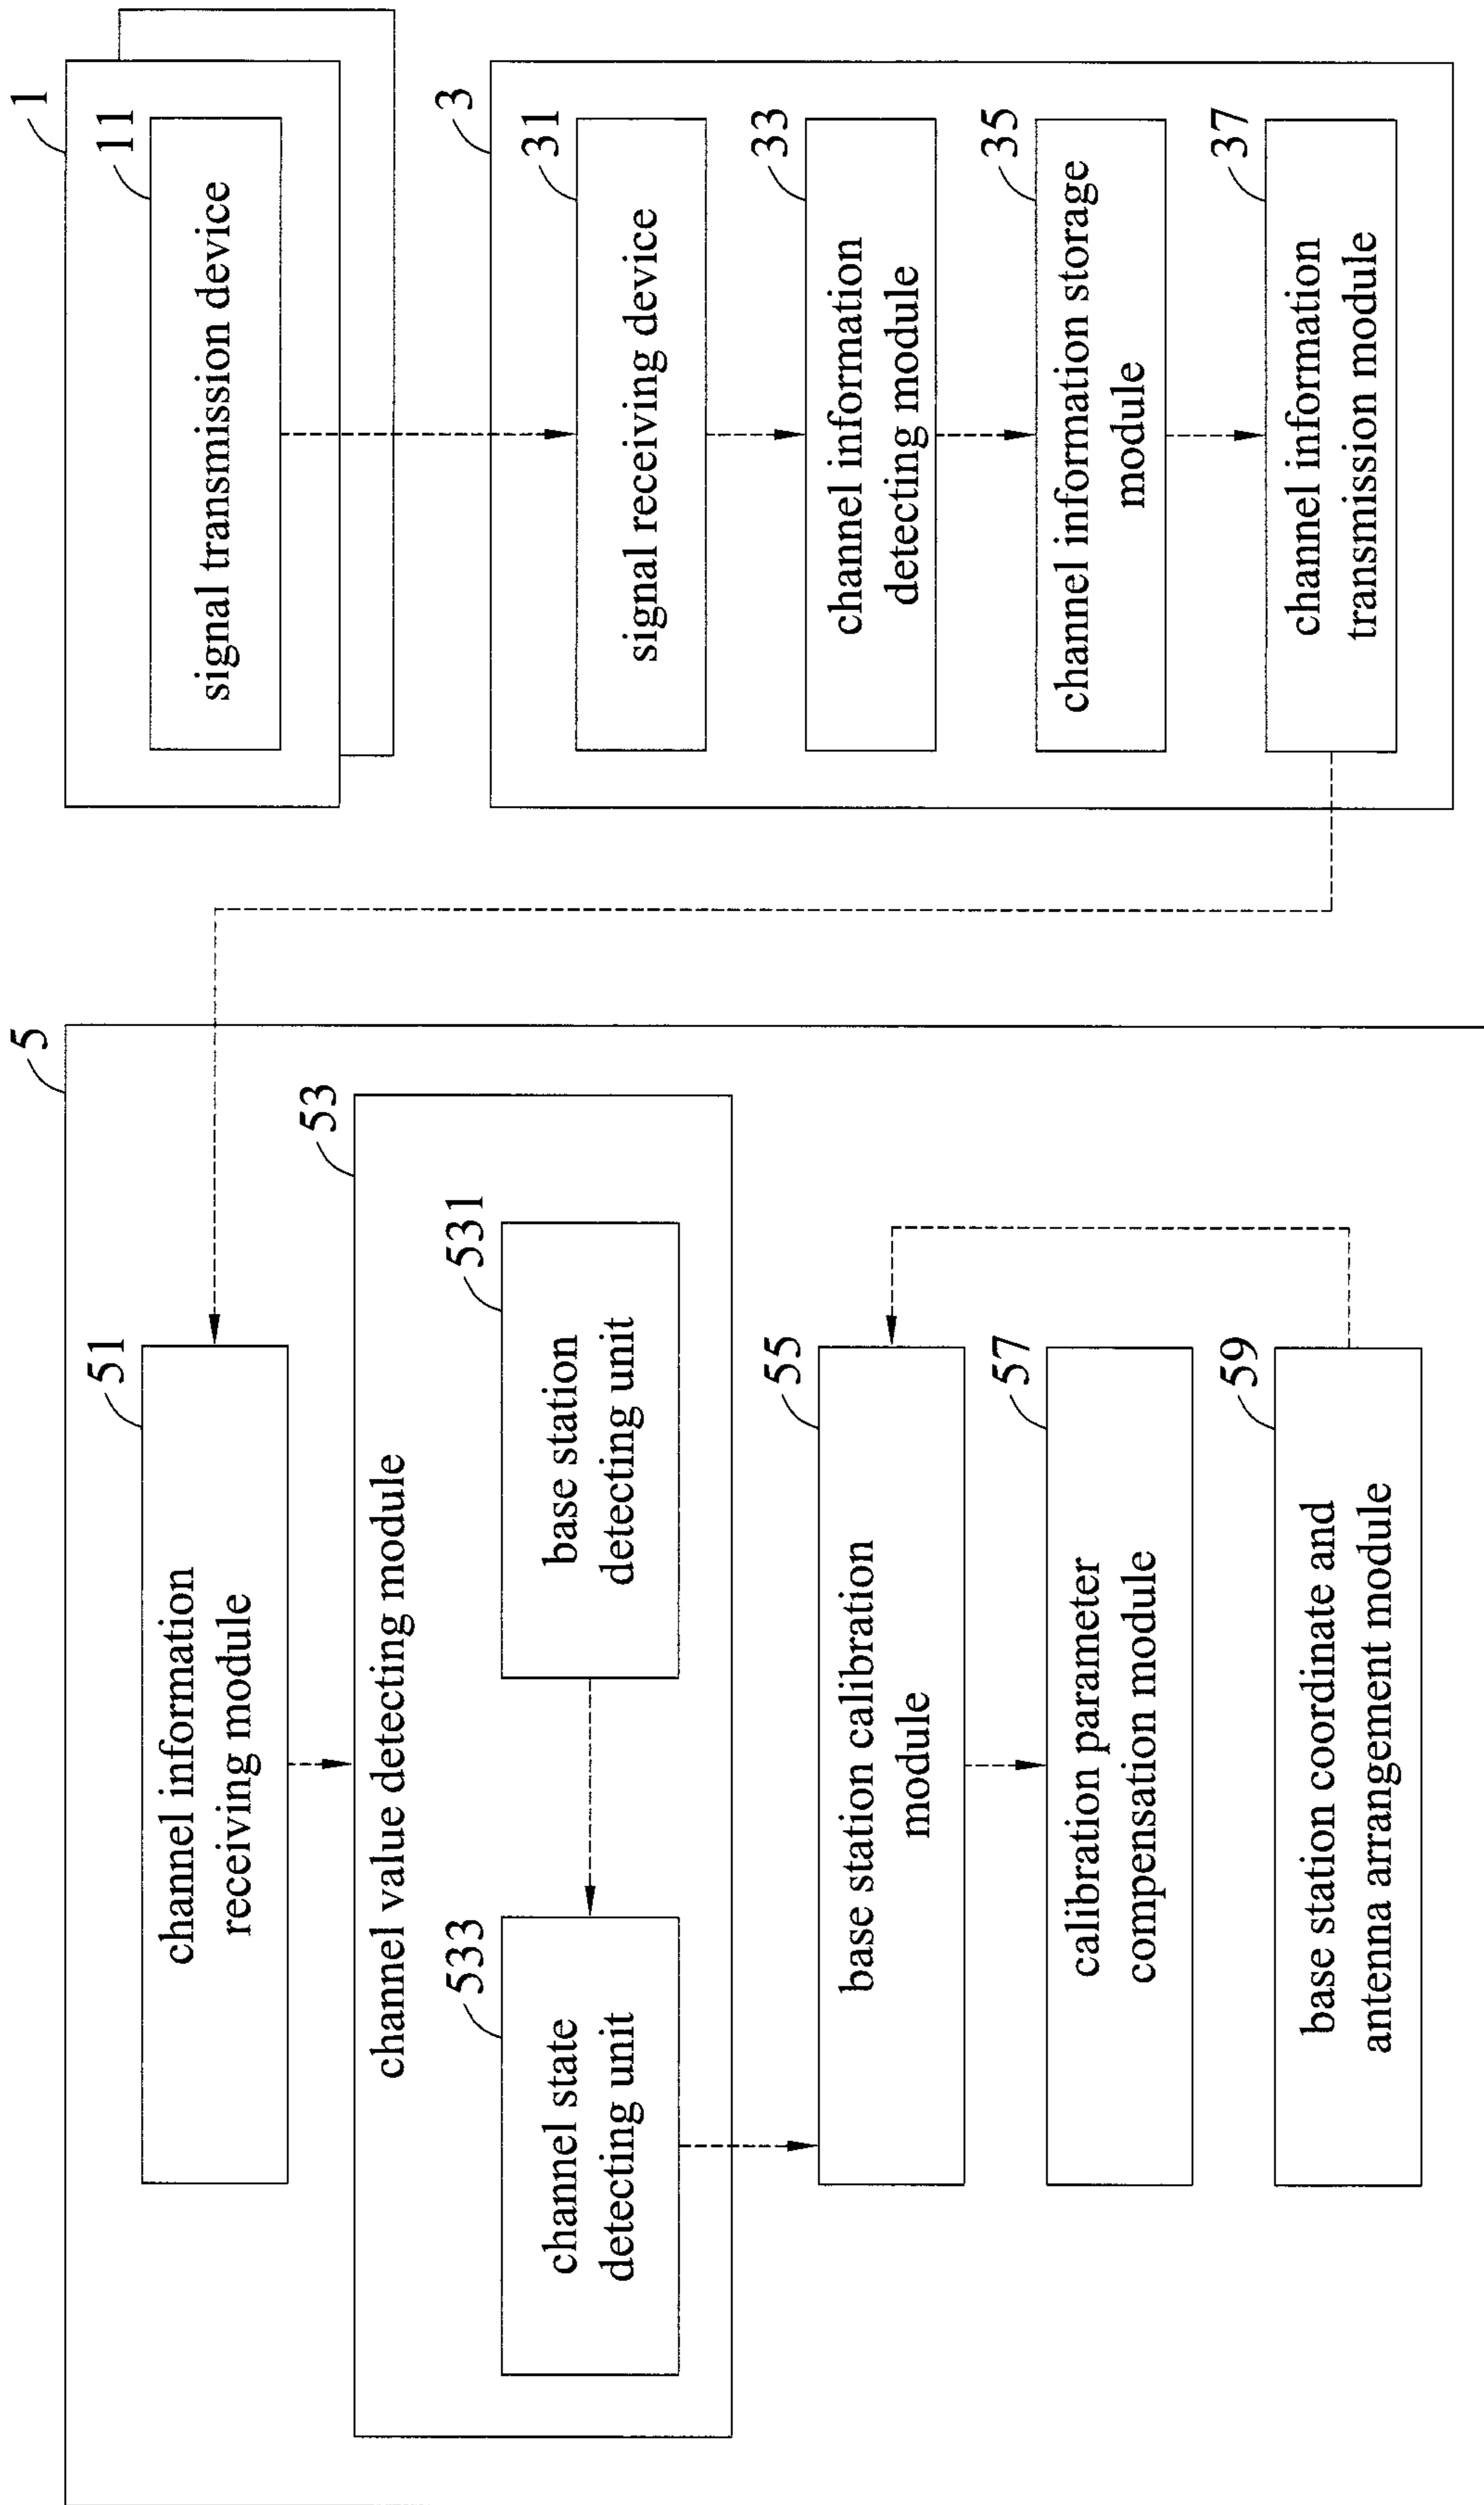 5
51
channel information
receiving module
53
channel value detecting module
533
channel state
detecting unit
531
base station
detecting unit
55
base station calibration
module
57
calibration parameter
compensation module
59
base station coordinate and
antenna arrangement module
1
11
signal transmission device
3
31
signal receiving device
33
channel information
detecting module
35
channel information storage
module
37
channel information
transmission module